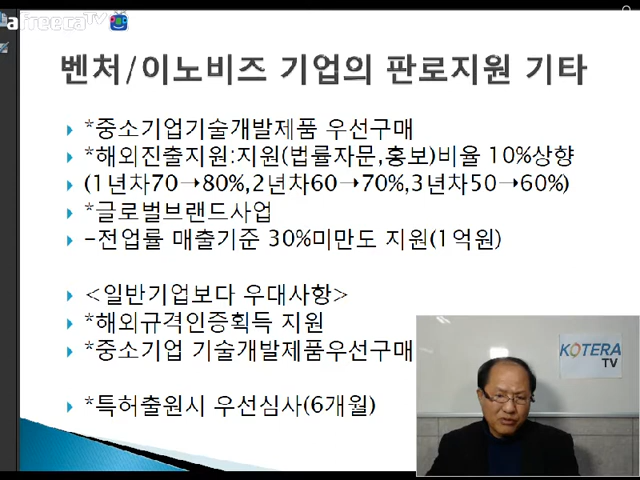 afreecaTV
벤처/이노비즈 기업의 판로지원 기타
*중소기업기술개발제품 우선구매
*해외진출지원:지원(법률자문,홍보)비율 10%상향
(1년차70→80%,2년차60→70%,3년차50→60%)
*글로벌브랜드사업
-전업률 매출기준 30%미만도 지원(1억원)
<일반기업보다 우대사항>
*해외규격인증획득 지원
*중소기업 기술개발제품우선구매
*특허출원시 우선심사(6개월)
KOTERA
TV